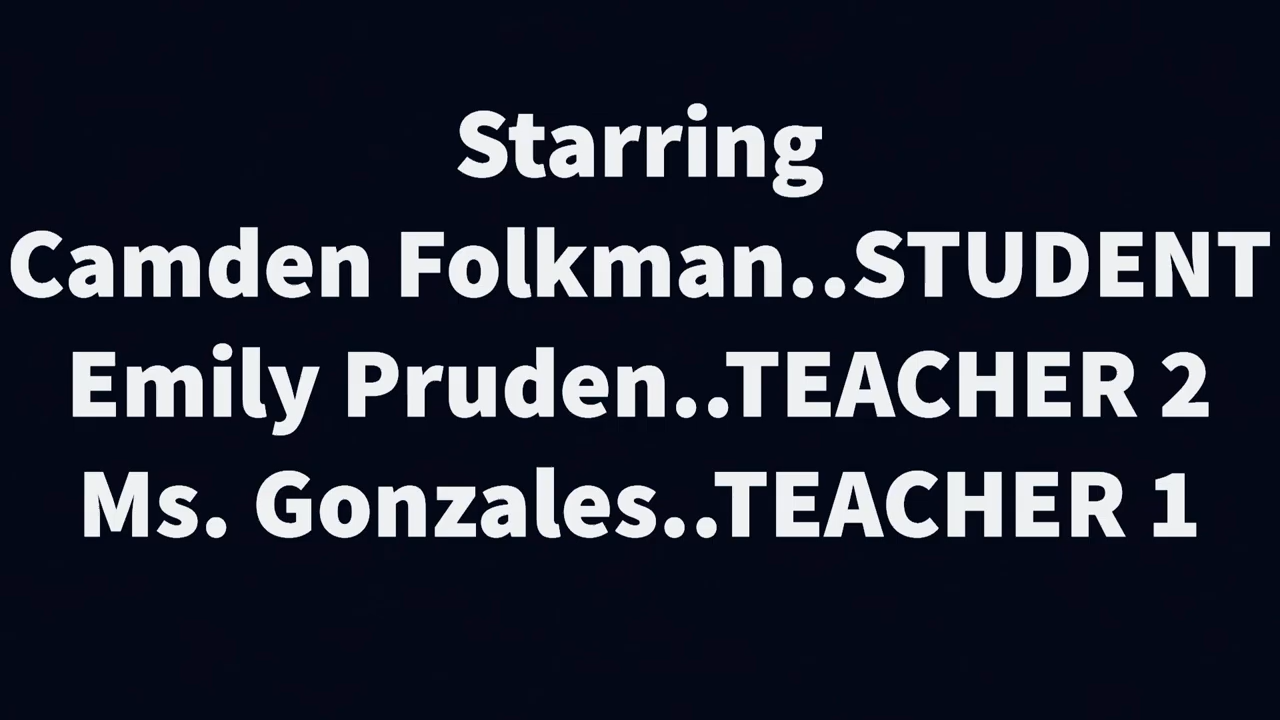 Starring
Camden Folkman..STUDENT
Emily Pruden..TEACHER 2
Ms. Gonzales..TEACHER 1